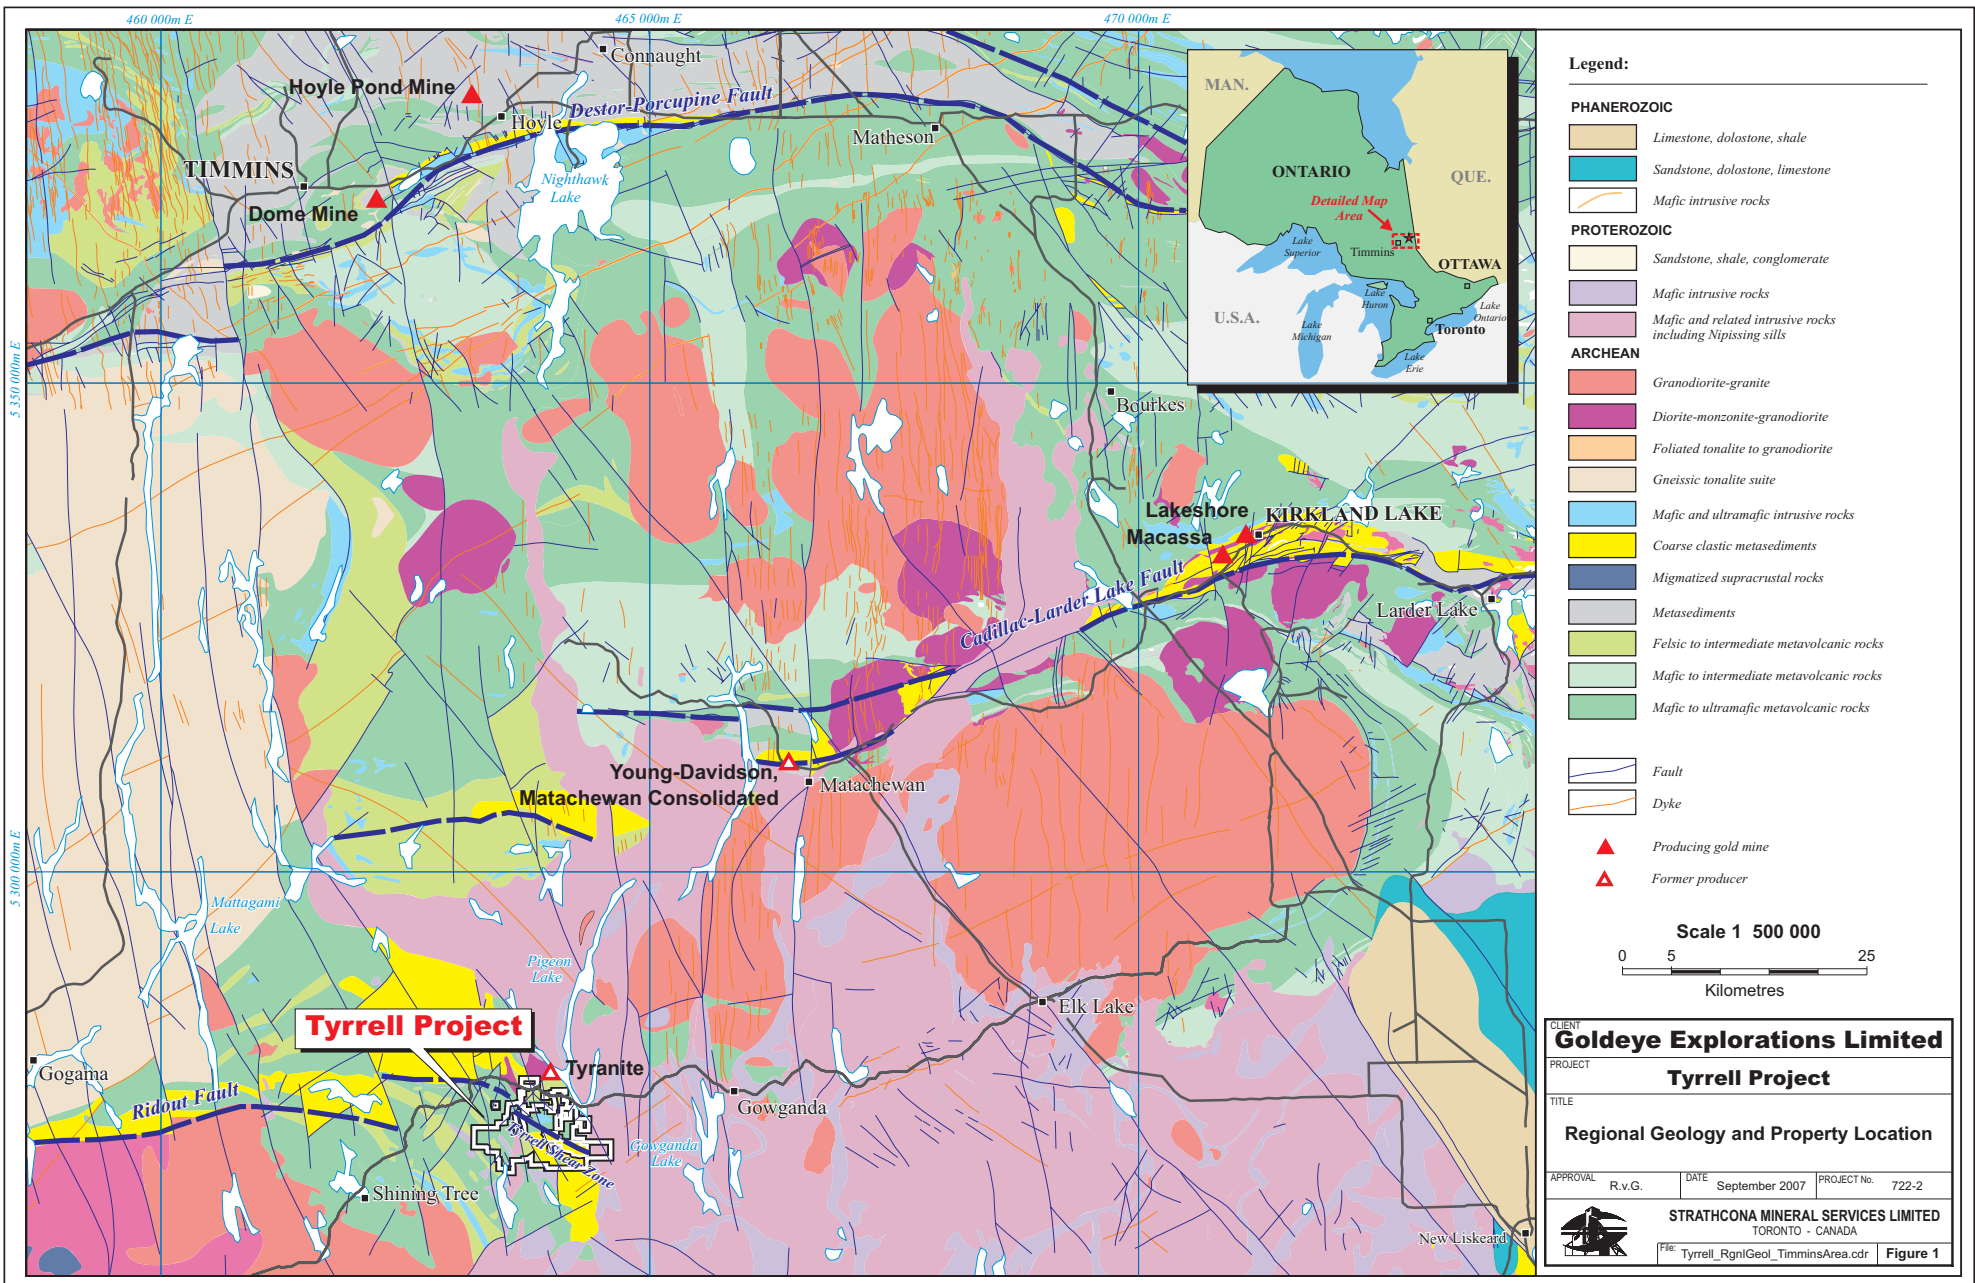 460 000m E
465 000m E
470 000m E
5 350 000m E
5 300 000m E
Connaught
Hoyle Pond Mine
Hoyle
Destor-Porcupine Fault
Matheson
TIMMINS
Dome Mine
Nighthawk
Lake
MAN.
ONTARIO
QUE.
Detailed Map
Area
Lake
Superior
Timmins
OTTAWA
Lake
Huron
Lake
Ontario
U.S.A.
Lake
Michigan
Toronto
Lake
Erie
Bourkes
Lakeshore
KIRKLAND LAKE
Macassa
Cadillac-Larder Lake Fault
Larder Lake
Young-Davidson,
Matachewan Consolidated
Matachewan
Mattagami
Lake
Pigeon
Lake
Elk Lake
Tyrrell Project
Tyranite
Gogama
Ridout Fault
Gowganda
Tyrrell Shear Zone
Gowganda
Lake
Shining Tree
New Liskeard
Legend:
PHANEROZOIC
Limestone, dolostone, shale
Sandstone, dolostone, limestone
Mafic intrusive rocks
PROTEROZOIC
Sandstone, shale, conglomerate
Mafic intrusive rocks
Mafic and related intrusive rocks
including Nipissing sills
ARCHEAN
Granodiorite-granite
Diorite-monzonite-granodiorite
Foliated tonalite to granodiorite
Gneissic tonalite suite
Mafic and ultramafic intrusive rocks
Coarse clastic metasediments
Migmatized supracrustal rocks
Metasediments
Felsic to intermediate metavolcanic rocks
Mafic to intermediate metavolcanic rocks
Mafic to ultramafic metavolcanic rocks
Fault
Dyke
Producing gold mine
Former producer
Scale 1 500 000
0 5 25
Kilometres
CLIENT
Goldeye Explorations Limited
PROJECT
Tyrrell Project
TITLE
Regional Geology and Property Location
APPROVAL R.v.G. DATE September 2007 PROJECT No. 722-2
STRATHCONA MINERAL SERVICES LIMITED
TORONTO - CANADA
File: Tyrrell_RgnlGeol_TimminsArea.cdr Figure 1